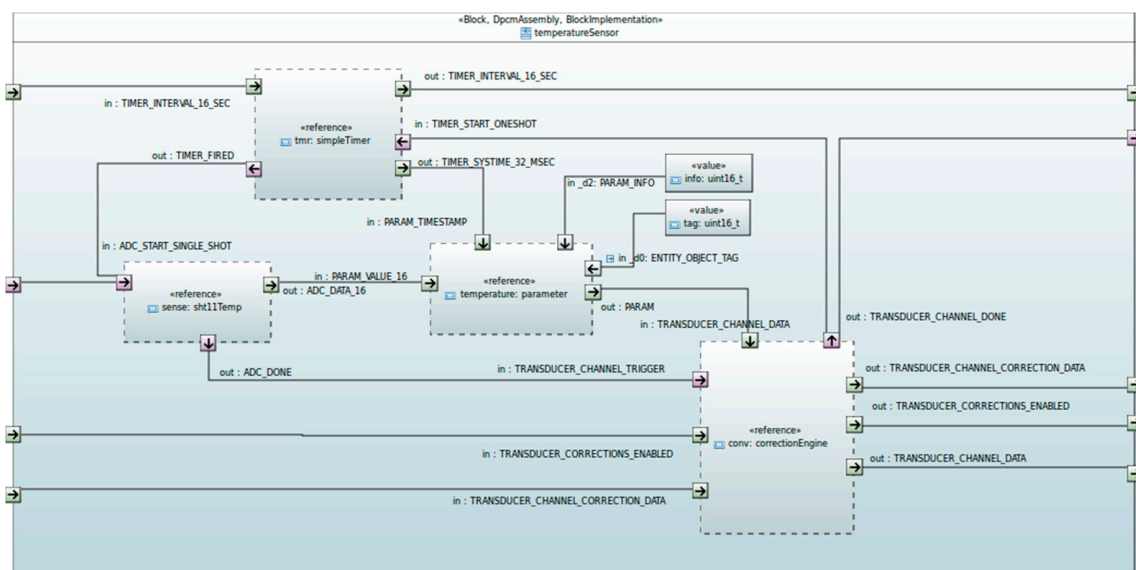 «Block, DpcmAssembly, BlockImplementation»
temperatureSensor
out : TIMER_INTERVAL_16_SEC
in : TIMER_INTERVAL_16_SEC
«reference»
tmr: simpleTimer
in : TIMER_START_ONESHOT
out : TIMER_FIRED
out : TIMER_SYSTIME_32_MSEC
«value»
info: uint16_t
in _d2: PARAM_INFO
«value»
tag: uint16_t
in : PARAM_TIMESTAMP
in : ADC_START_SINGLE_SHOT
in _d0: ENTITY_OBJECT_TAG
in : PARAM_VALUE_16
out : ADC_DATA_16
«reference»
sense: sht11Temp
«reference»
temperature: parameter
out : PARAM
in : TRANSDUCER_CHANNEL_DATA
out : TRANSDUCER_CHANNEL_DONE
out : ADC_DONE
in : TRANSDUCER_CHANNEL_TRIGGER
out : TRANSDUCER_CHANNEL_CORRECTION_DATA
out : TRANSDUCER_CORRECTIONS_ENABLED
«reference»
conv: correctionEngine
in : TRANSDUCER_CORRECTIONS_ENABLED
out : TRANSDUCER_CHANNEL_DATA
in : TRANSDUCER_CHANNEL_CORRECTION_DATA